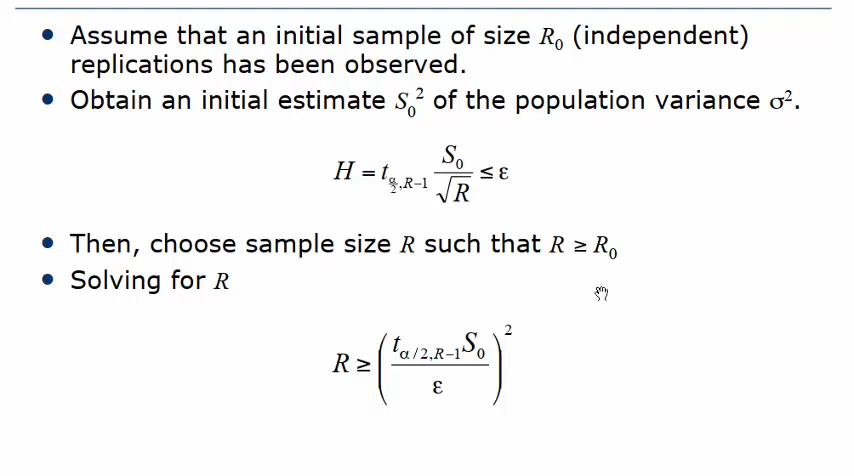 • Assume that an initial sample of size R₀ (independent)
replications has been observed.
• Obtain an initial estimate S₀² of the population variance σ².
H = t_{α/2,R−1} S₀/√R ≤ ε
• Then, choose sample size R such that R ≥ R₀
• Solving for R
R ≥ (t_{α/2,R−1}S₀/ε)²